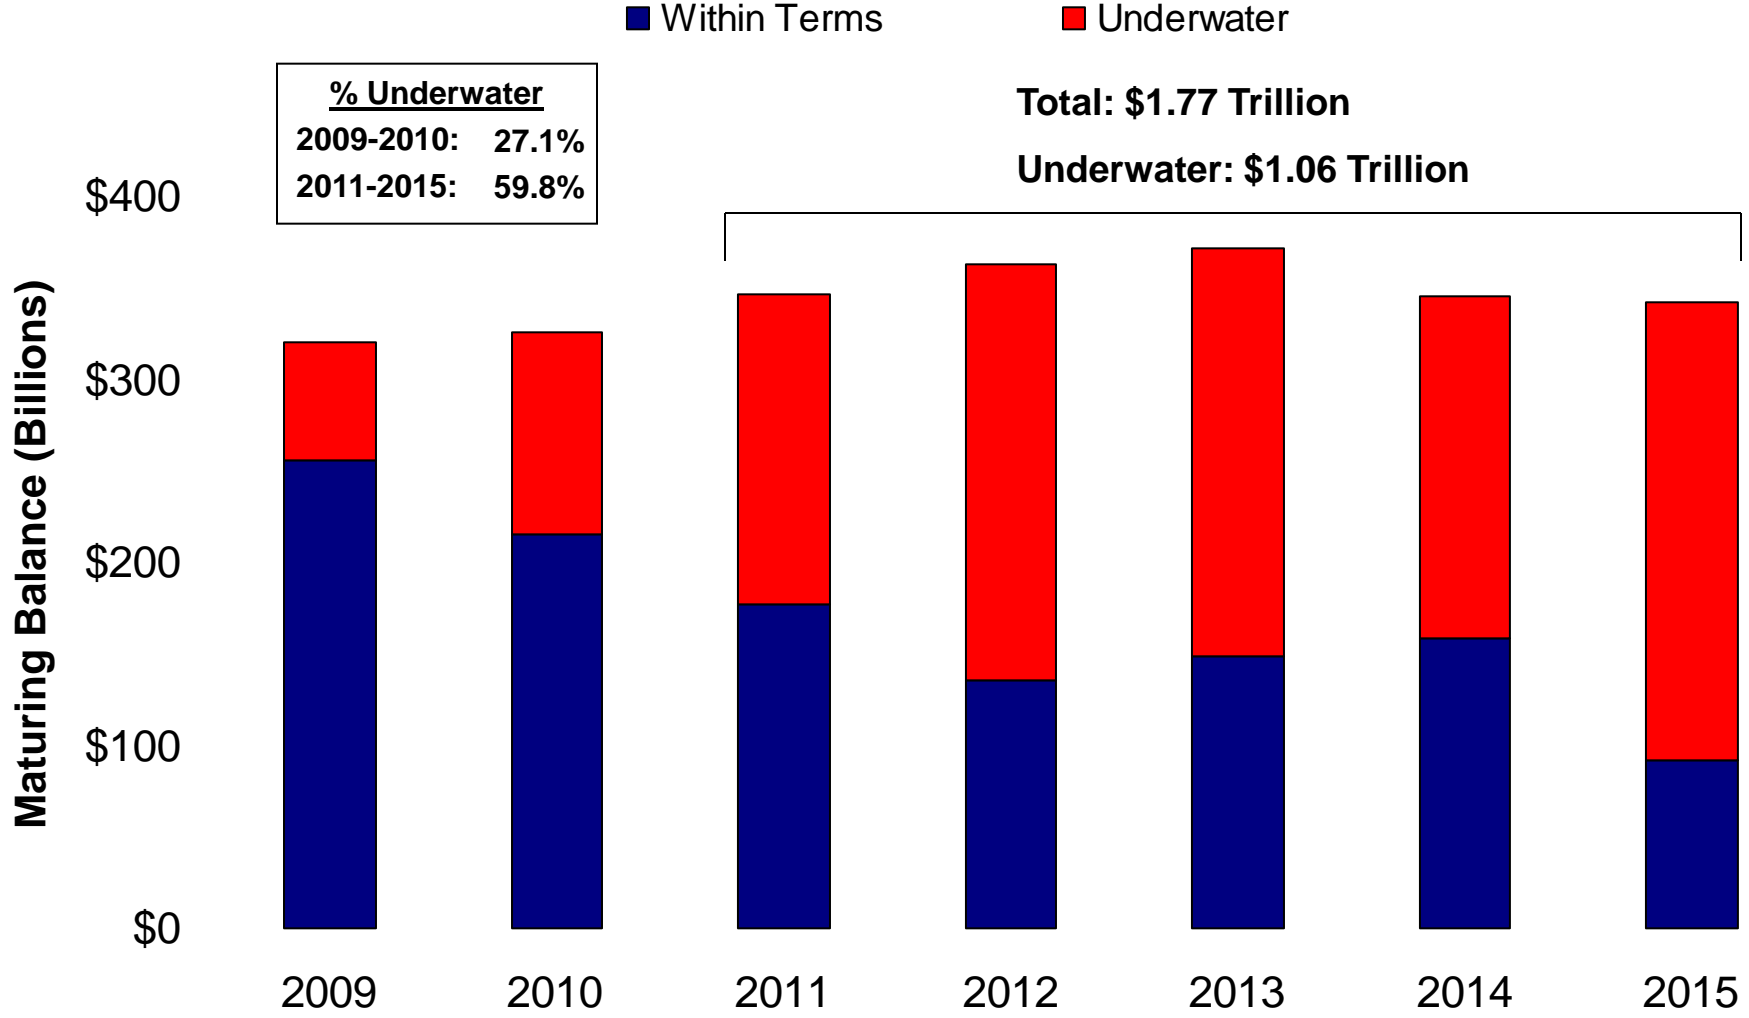 Within Terms Underwater
% Underwater
2009-2010: 27.1%
2011-2015: 59.8%
Total: $1.77 Trillion
Underwater: $1.06 Trillion
Maturing Balance (Billions)
$400
$300
$200
$100
$0
2009 2010 2011 2012 2013 2014 2015